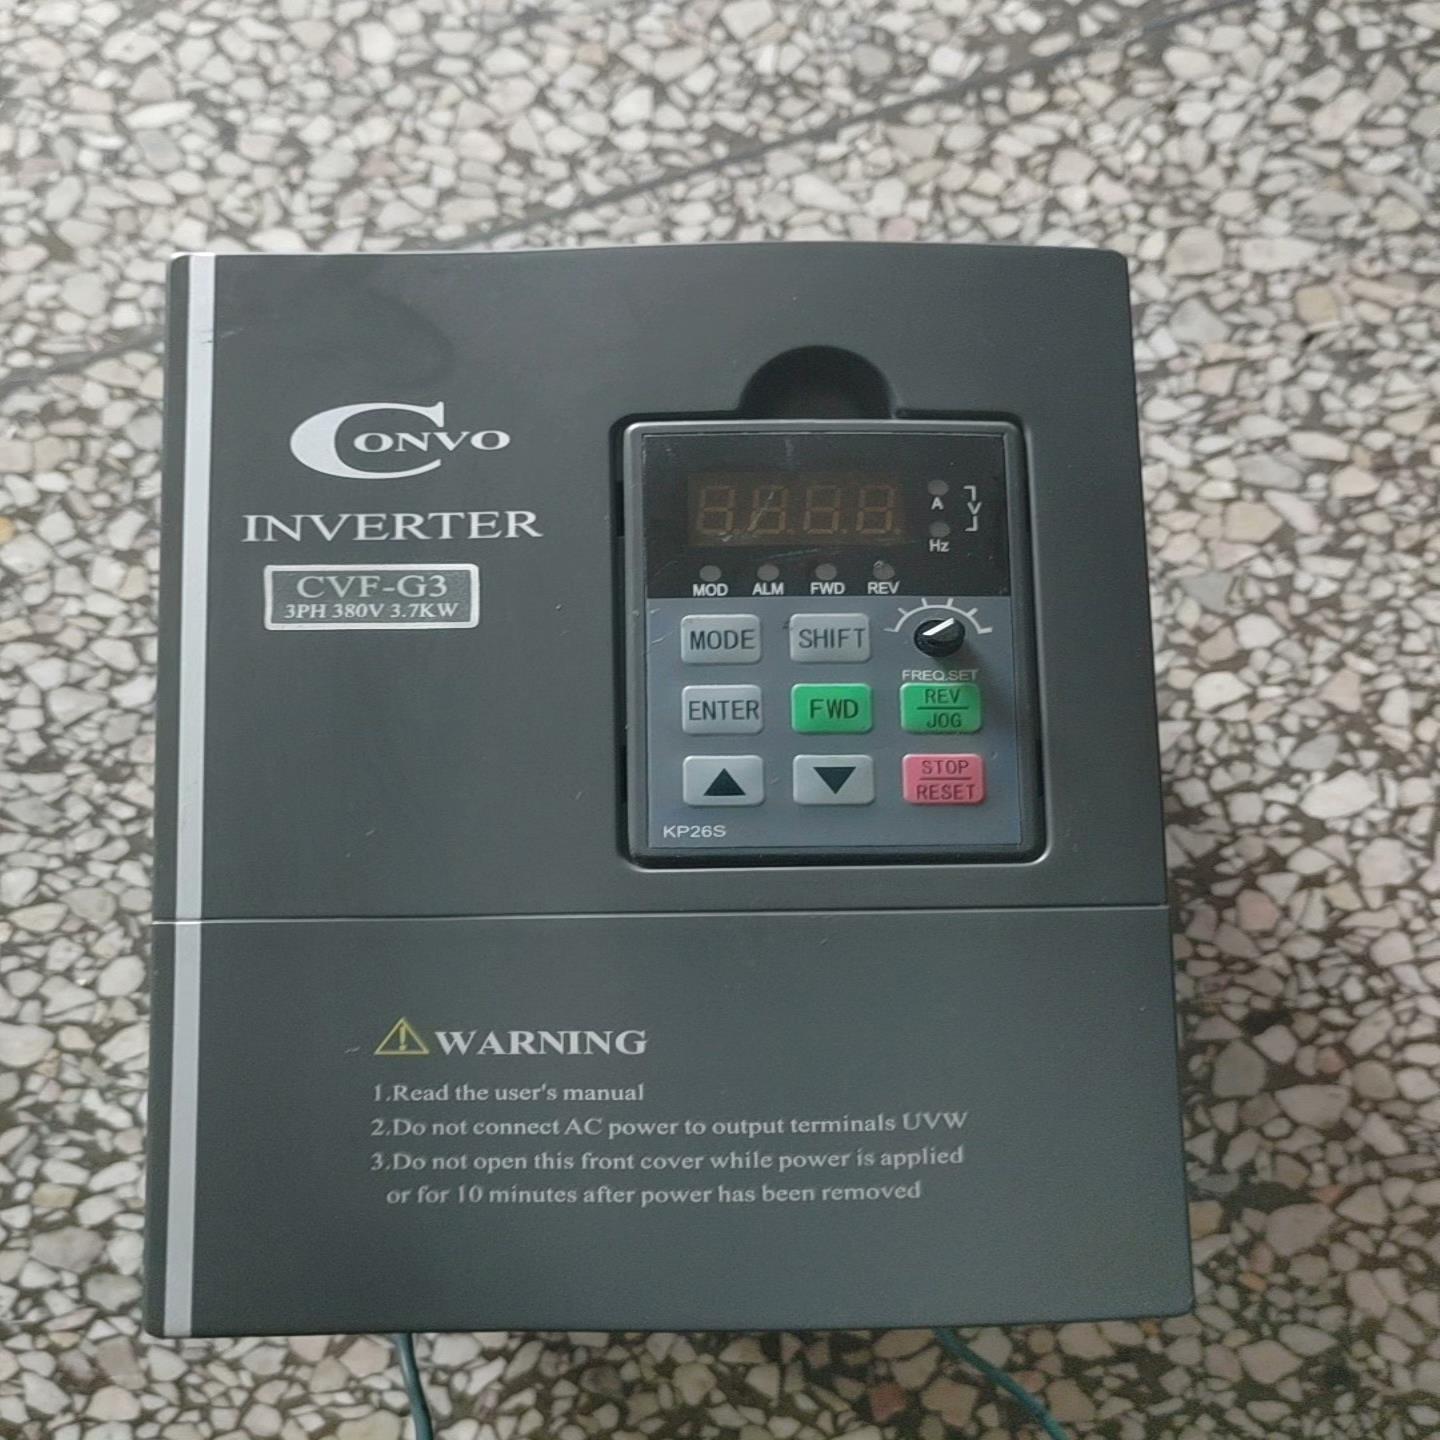 CONVO
INVERTER
CVF-G3
3PH 380V 3.7KW
A
V
Hz
MOD ALM FWD REV
MODE SHIFT
FREQ.SET
ENTER FWD REV
JOG
STOP
RESET
KP26S
WARNING
1.Read the user's manual
2.Do not connect AC power to output terminals UVW
3.Do not open this front cover while power is applied
or for 10 minutes after power has been removed